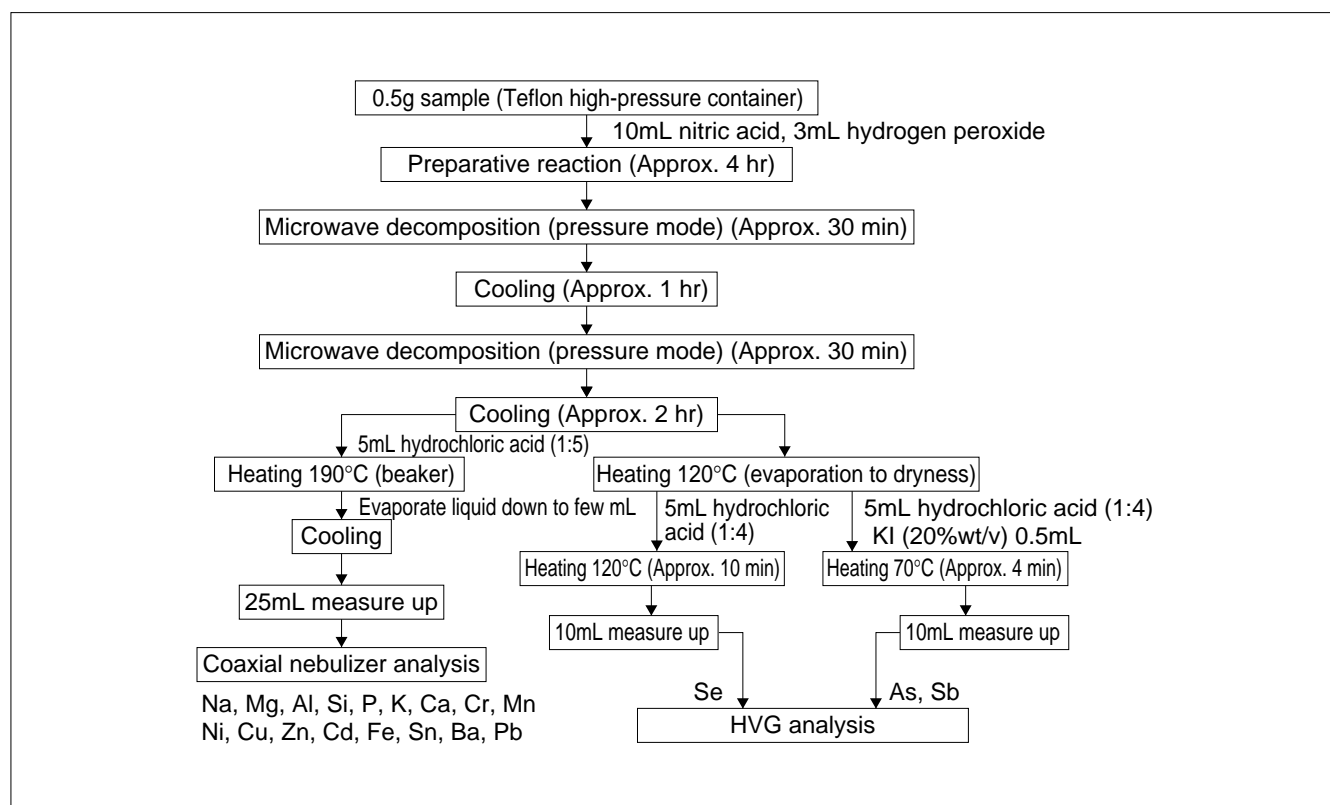 0.5g sample (Teflon high-pressure container)
10mL nitric acid, 3mL hydrogen peroxide
Preparative reaction (Approx. 4 hr)
Microwave decomposition (pressure mode) (Approx. 30 min)
Cooling (Approx. 1 hr)
Microwave decomposition (pressure mode) (Approx. 30 min)
Cooling (Approx. 2 hr)
5mL hydrochloric acid (1:5)
Heating 190°C (beaker)
Evaporate liquid down to few mL
Cooling
25mL measure up
Coaxial nebulizer analysis
Na, Mg, Al, Si, P, K, Ca, Cr, Mn
Ni, Cu, Zn, Cd, Fe, Sn, Ba, Pb
Heating 120°C (evaporation to dryness)
5mL hydrochloric
acid (1:4)
Heating 120°C (Approx. 10 min)
10mL measure up
Se
5mL hydrochloric acid (1:4)
KI (20%wt/v) 0.5mL
Heating 70°C (Approx. 4 min)
10mL measure up
As, Sb
HVG analysis